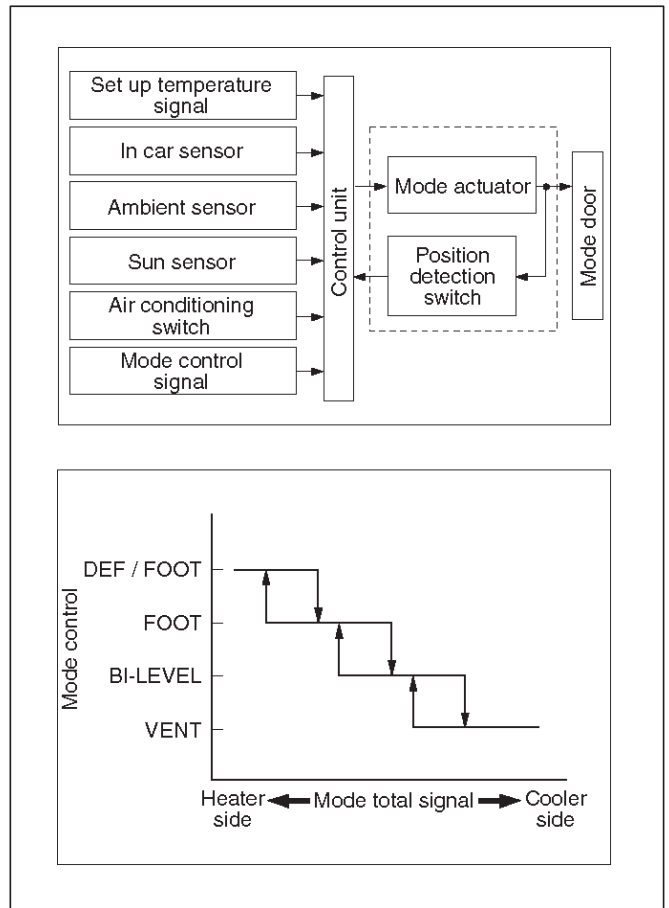 Set up temperature
signal
In car sensor
Ambient sensor
Sun sensor
Air conditioning
switch
Mode control
signal
Control unit
Mode actuator
Position
detection
switch
Mode door
Mode control
DEF / FOOT
FOOT
BI-LEVEL
VENT
Heater
side
Mode total signal
Cooler
side